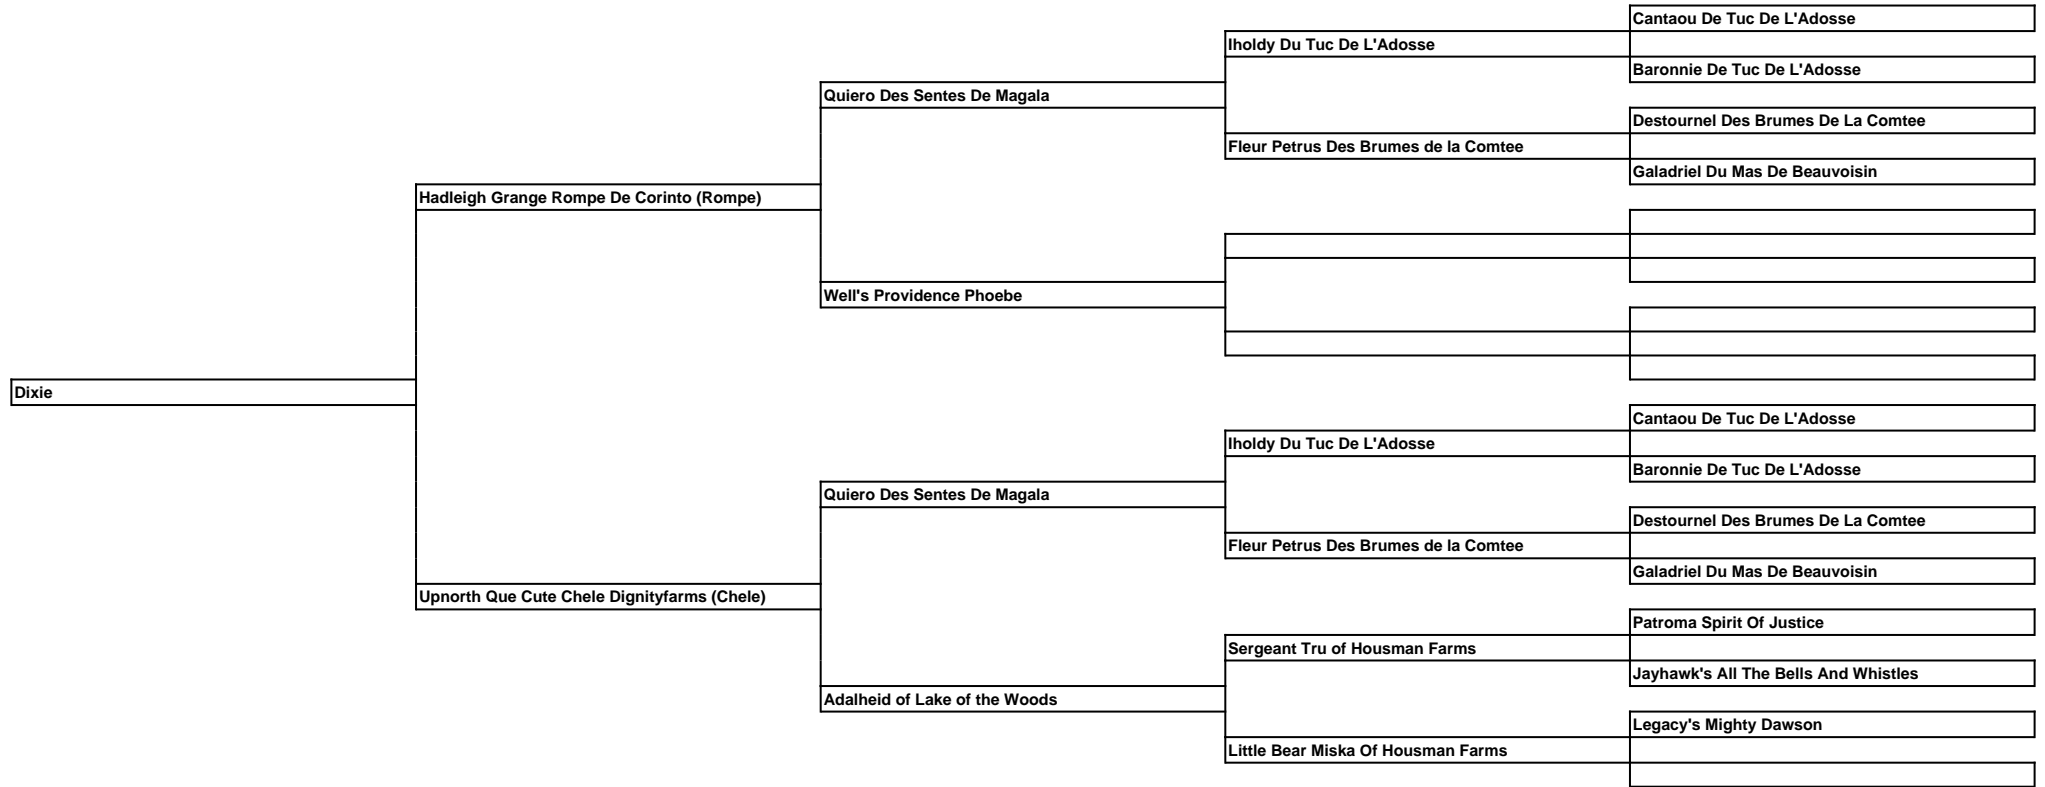 Cantaou De Tuc De L'Adosse
Iholdy Du Tuc De L'Adosse
Baronnie De Tuc De L'Adosse
Quiero Des Sentes De Magala
Destournel Des Brumes De La Comtee
Fleur Petrus Des Brumes de la Comtee
Galadriel Du Mas De Beauvoisin
Hadleigh Grange Rompe De Corinto (Rompe)
Well's Providence Phoebe
Dixie
Cantaou De Tuc De L'Adosse
Iholdy Du Tuc De L'Adosse
Baronnie De Tuc De L'Adosse
Quiero Des Sentes De Magala
Destournel Des Brumes De La Comtee
Fleur Petrus Des Brumes de la Comtee
Galadriel Du Mas De Beauvoisin
Upnorth Que Cute Chele Dignityfarms (Chele)
Patroma Spirit Of Justice
Sergeant Tru of Housman Farms
Jayhawk's All The Bells And Whistles
Adalheid of Lake of the Woods
Legacy's Mighty Dawson
Little Bear Miska Of Housman Farms